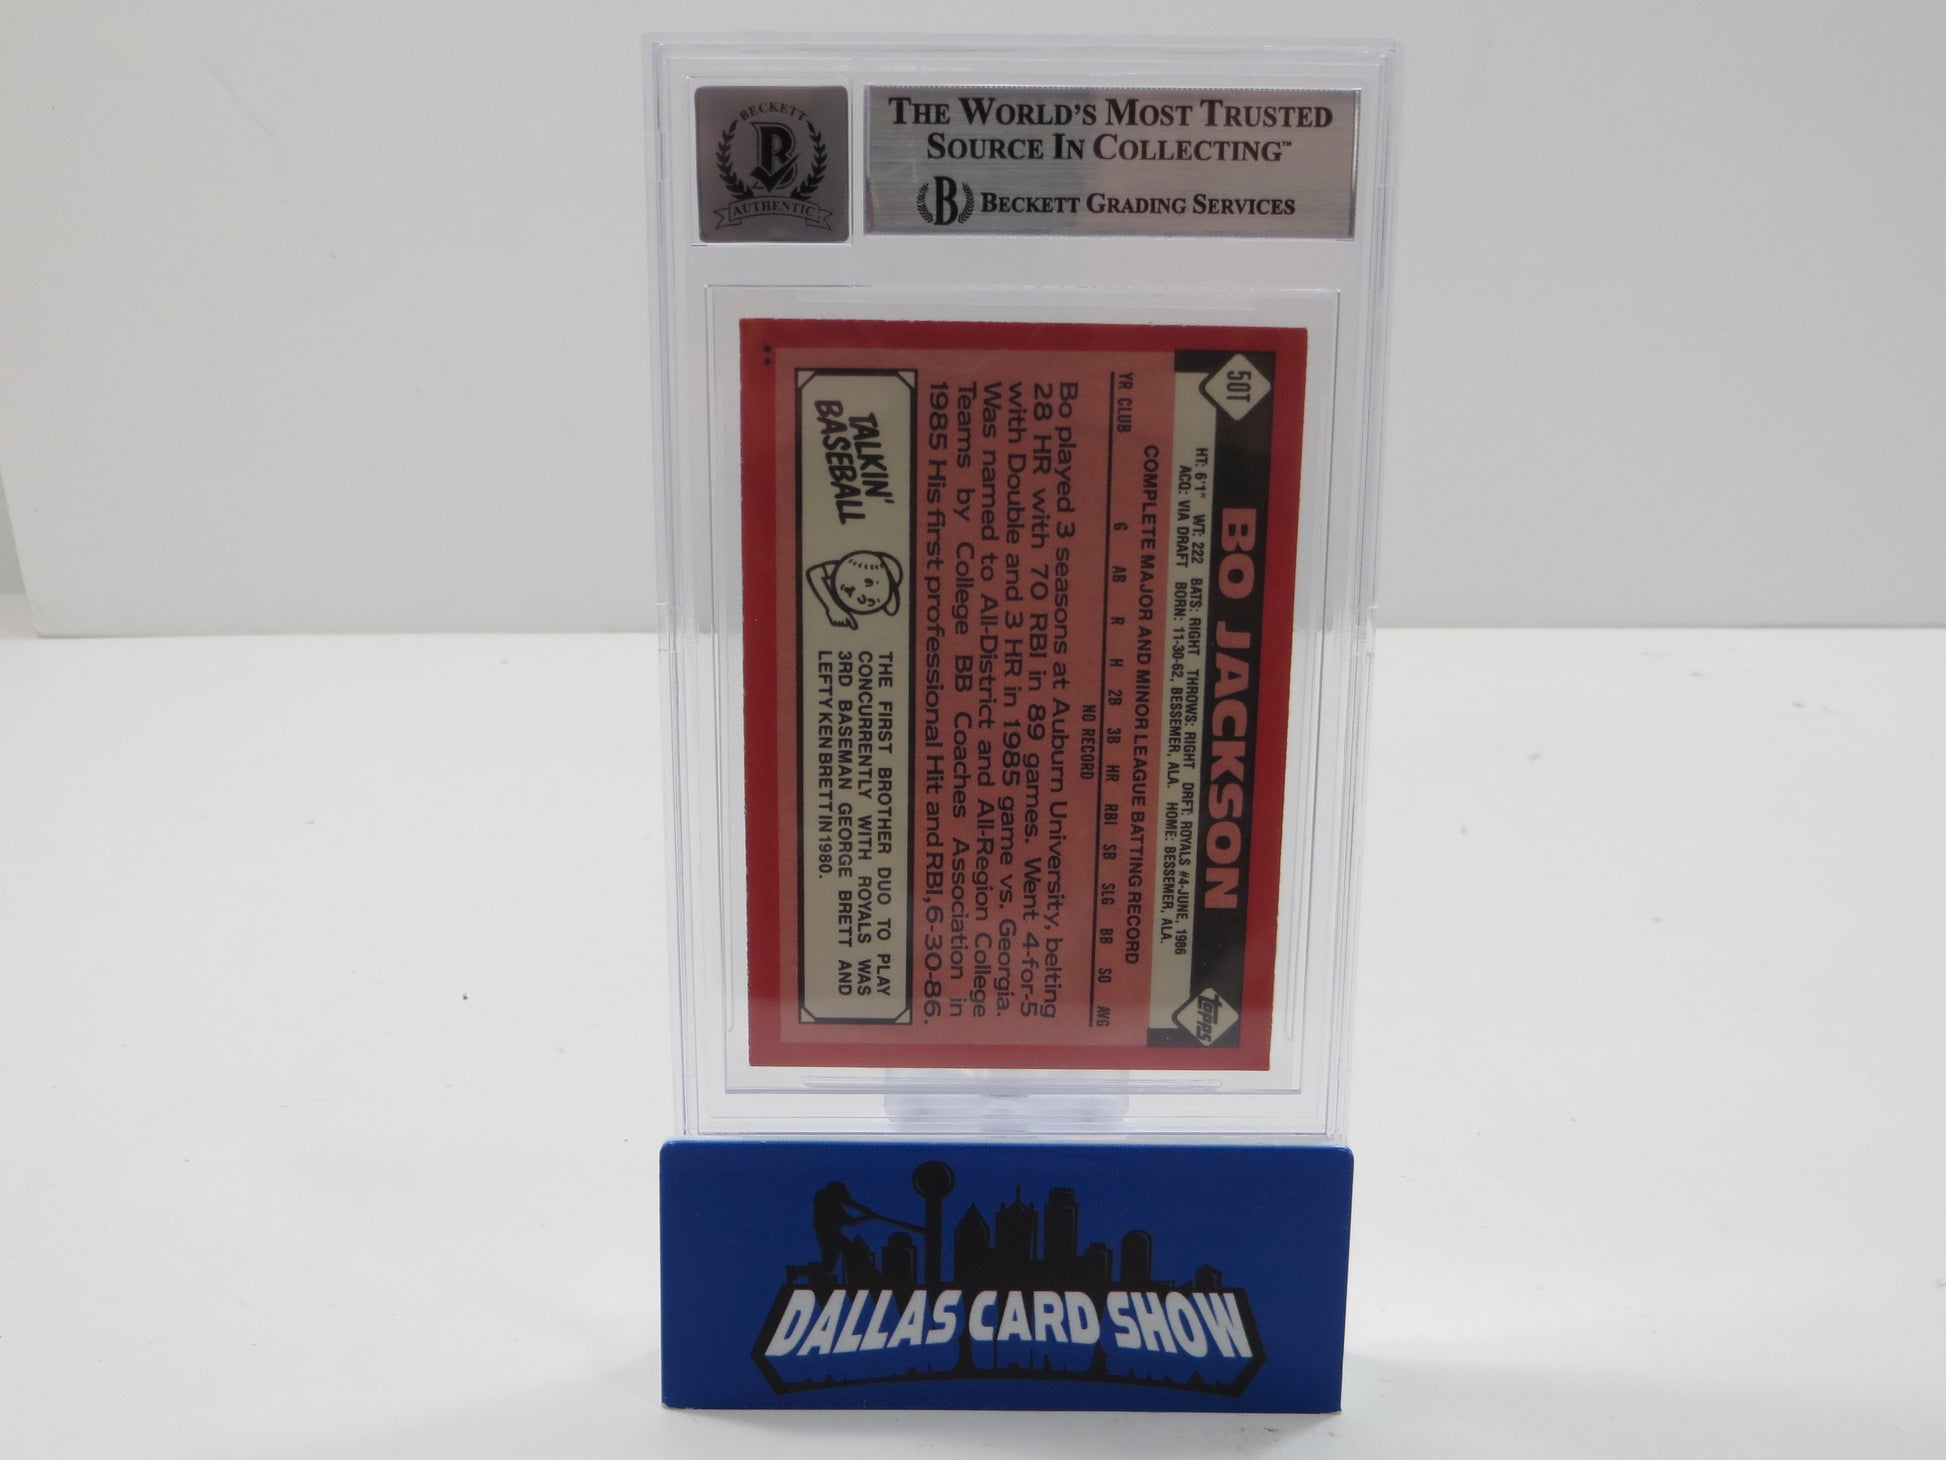 BECKETT
B
AUTHENTIC
THE WORLD'S MOST TRUSTED
SOURCE IN COLLECTING™
B BECKETT GRADING SERVICES
50T
BO JACKSON
topps
HT: 6'1" WT: 222 BATS: RIGHT THROWS: RIGHT DRFT: ROYALS #4-JUNE, 1986
ACQ: VIA DRAFT BORN: 11-30-62, BESSEMER, ALA. HOME: BESSEMER, ALA.
COMPLETE MAJOR AND MINOR LEAGUE BATTING RECORD
YR CLUB G AB R H 2B 3B HR RBI SB SLG BB SO AVG
NO RECORD
Bo played 3 seasons at Auburn University, belting
28 HR with 70 RBI in 89 games. Went 4-for-5
with Double and 3 HR in 1985 game vs. Georgia.
Was named to All-District and All-Region College
Teams by College BB Coaches Association in
1985 His first professional Hit and RBI, 6-30-86.
TALKIN'
BASEBALL
THE FIRST BROTHER DUO TO PLAY
CONCURRENTLY WITH ROYALS WAS
3RD BASEMAN GEORGE BRETT AND
LEFTY KEN BRETT IN 1980.
**
DALLAS CARD SHOW